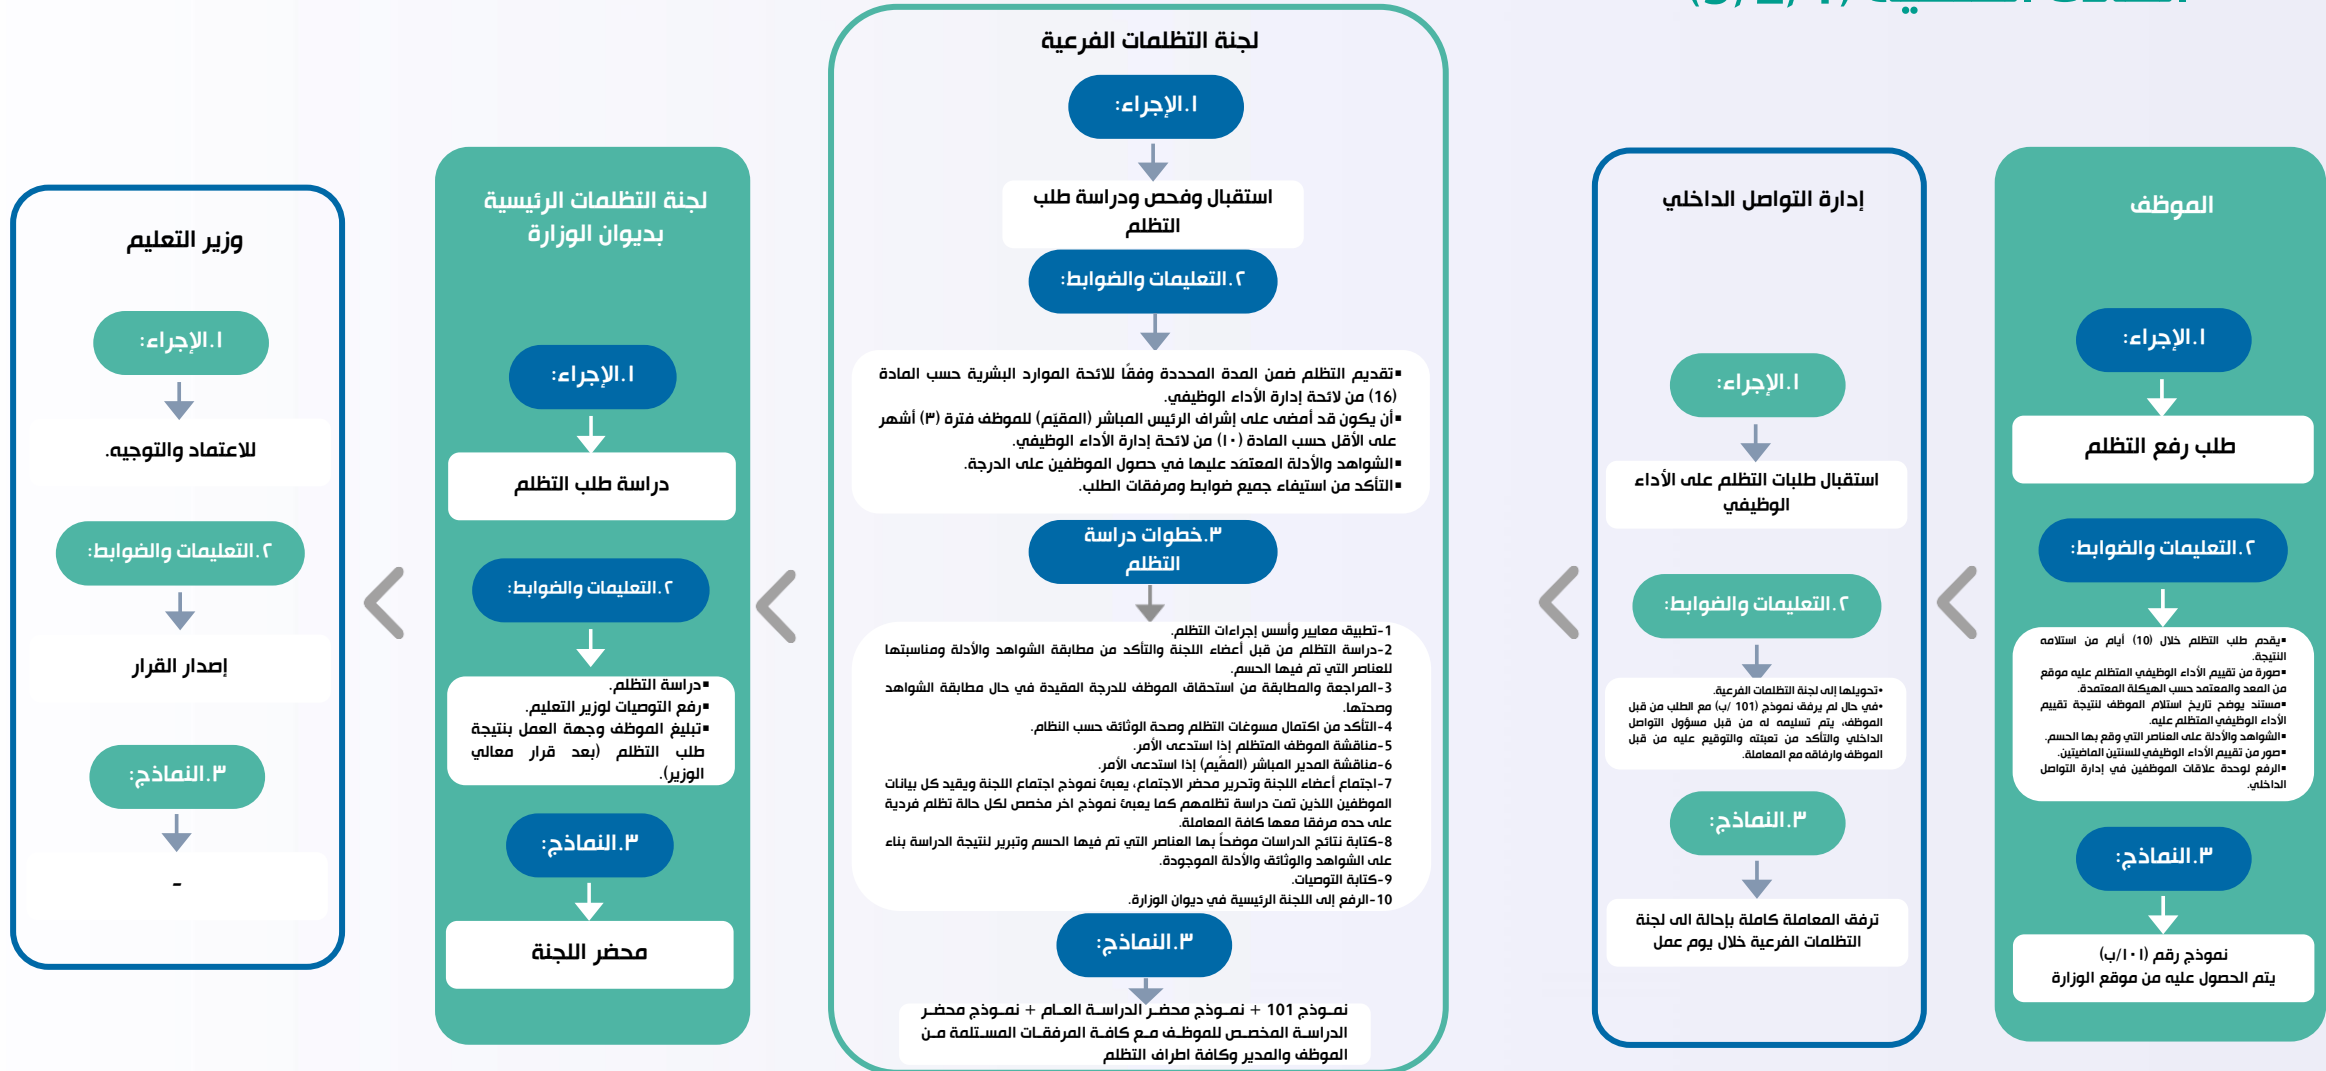 الموظف
١.الإجراء:
طلب رفع التظلم
٢.التعليمات والضوابط:
▪يقدم طلب التظلم خلال (10) أيام من استلامه
النتيجة.
▪صورة من تقييم الأداء الوظيفي المتظلم عليه موقع
من المعد والمعتمد حسب الهيكلة المعتمدة.
▪مستند يوضح تاريخ استلام الموظف لنتيجة تقييم
الأداء الوظيفي المتظلم عليه.
▪الشواهد والأدلة على العناصر التي وقع بها الحسم.
▪صور من تقييم الأداء الوظيفي للسنتين الماضيتين.
▪الرفع لوحدة علاقات الموظفين في إدارة التواصل
الداخلي.
٣.النماذج:
نموذج رقم (١٠١/ب)
يتم الحصول عليه من موقع الوزارة
إدارة التواصل الداخلي
١.الإجراء:
استقبال طلبات التظلم على الأداء
الوظيفي
٢.التعليمات والضوابط:
•تحويلها إلى لجنة التظلمات الفرعية.
•في حال لم يرفق نموذج (101 /ب) مع الطلب من قبل
الموظف، يتم تسليمه له من قبل مسؤول التواصل
الداخلي والتأكد من تعبئته والتوقيع عليه من قبل
الموظف وارفاقه مع المعاملة.
٣.النماذج:
ترفق المعاملة كاملة بإحالة الى لجنة
التظلمات الفرعية خلال يوم عمل
لجنة التظلمات الفرعية
١.الإجراء:
استقبال وفحص ودراسة طلب
التظلم
٢.التعليمات والضوابط:
▪تقديم التظلم ضمن المدة المحددة وفقًا للائحة الموارد البشرية حسب المادة
(16) من لائحة إدارة الأداء الوظيفي.
▪أن يكون قد أمضى على إشراف الرئيس المباشر (المقيّم) للموظف فترة (٣) أشهر
على الأقل حسب المادة (١٠) من لائحة إدارة الأداء الوظيفي.
▪الشواهد والأدلة المعتمَد عليها في حصول الموظفين على الدرجة.
▪التأكد من استيفاء جميع ضوابط ومرفقات الطلب.
٣.خطوات دراسة
التظلم
1-تطبيق معايير وأسس إجراءات التظلم.
2-دراسة التظلم من قبل أعضاء اللجنة والتأكد من مطابقة الشواهد والأدلة ومناسبتها
للعناصر التي تم فيها الحسم.
3-المراجعة والمطابقة من استحقاق الموظف للدرجة المقيدة في حال مطابقة الشواهد
وصحتها.
4-التأكد من اكتمال مسوغات التظلم وصحة الوثائق حسب النظام.
5-مناقشة الموظف المتظلم إذا استدعى الأمر.
6-مناقشة المدير المباشر (المقّيم) إذا استدعى الأمر.
7-اجتماع أعضاء اللجنة وتحرير محضر الاجتماع، يعبئ نموذج اجتماع اللجنة ويقيد كل بيانات
الموظفين اللذين تمت دراسة تظلمهم كما يعبئ نموذج اخر مخصص لكل حالة تظلم فردية
على حده مرفقا معها كافة المعاملة.
8-كتابة نتائج الدراسات موضحاً بها العناصر التي تم فيها الحسم وتبرير لنتيجة الدراسة بناء
على الشواهد والوثائق والأدلة الموجودة.
9-كتابة التوصيات.
10-الرفع إلى اللجنة الرئيسية في ديوان الوزارة.
٣.النماذج:
نموذج 101 + نموذج محضر الدراسة العام + نموذج محضر
الدراسة المخصص للموظف مع كافة المرفقات المستلمة من
الموظف والمدير وكافة اطراف التظلم
لجنة التظلمات الرئيسية
بديوان الوزارة
١.الإجراء:
دراسة طلب التظلم
٢.التعليمات والضوابط:
▪دراسة التظلم.
▪رفع التوصيات لوزير التعليم.
▪تبليغ الموظف وجهة العمل بنتيجة
طلب التظلم (بعد قرار معالي
الوزير).
٣.النماذج:
محضر اللجنة
وزير التعليم
١.الإجراء:
للاعتماد والتوجيه.
٢.التعليمات والضوابط:
إصدار القرار
٣.النماذج:
-